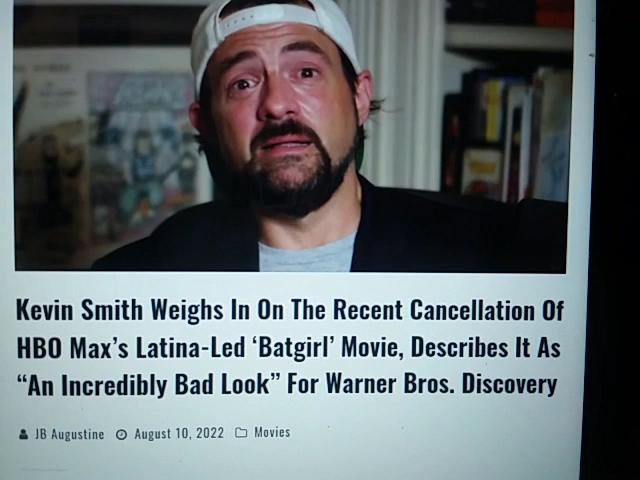 Kevin Smith Weighs In On The Recent Cancellation Of
HBO Max's Latina-Led ‘Batgirl’ Movie, Describes It As
“An Incredibly Bad Look” For Warner Bros. Discovery
JB Augustine August 10, 2022 Movies